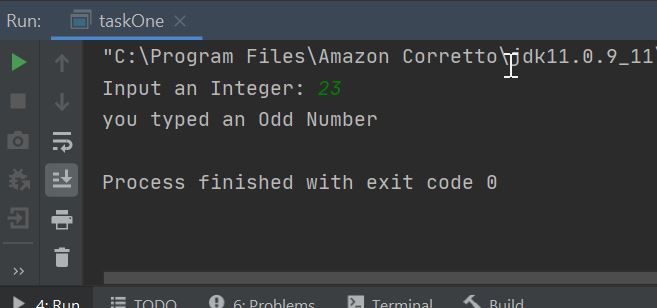 Run: taskOne
"C:\Program Files\Amazon Corretto\jdk11.0.9_11\
Input an Integer: 23
you typed an Odd Number
Process finished with exit code 0
4: Run TODO 6: Problems Terminal Build